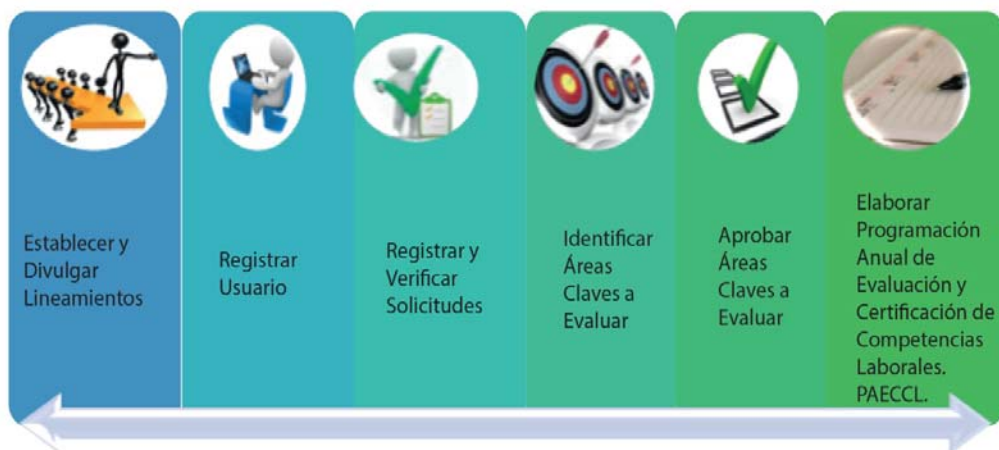 Establecer y
Divulgar
Lineamientos
Registrar
Usuario
Registrar y
Verificar
Solicitudes
Identificar
Áreas
Claves a
Evaluar
Aprobar
Áreas
Claves a
Evaluar
Elaborar
Programación
Anual de
Evaluación y
Certificación de
Competencias
Laborales.
PAECCL.